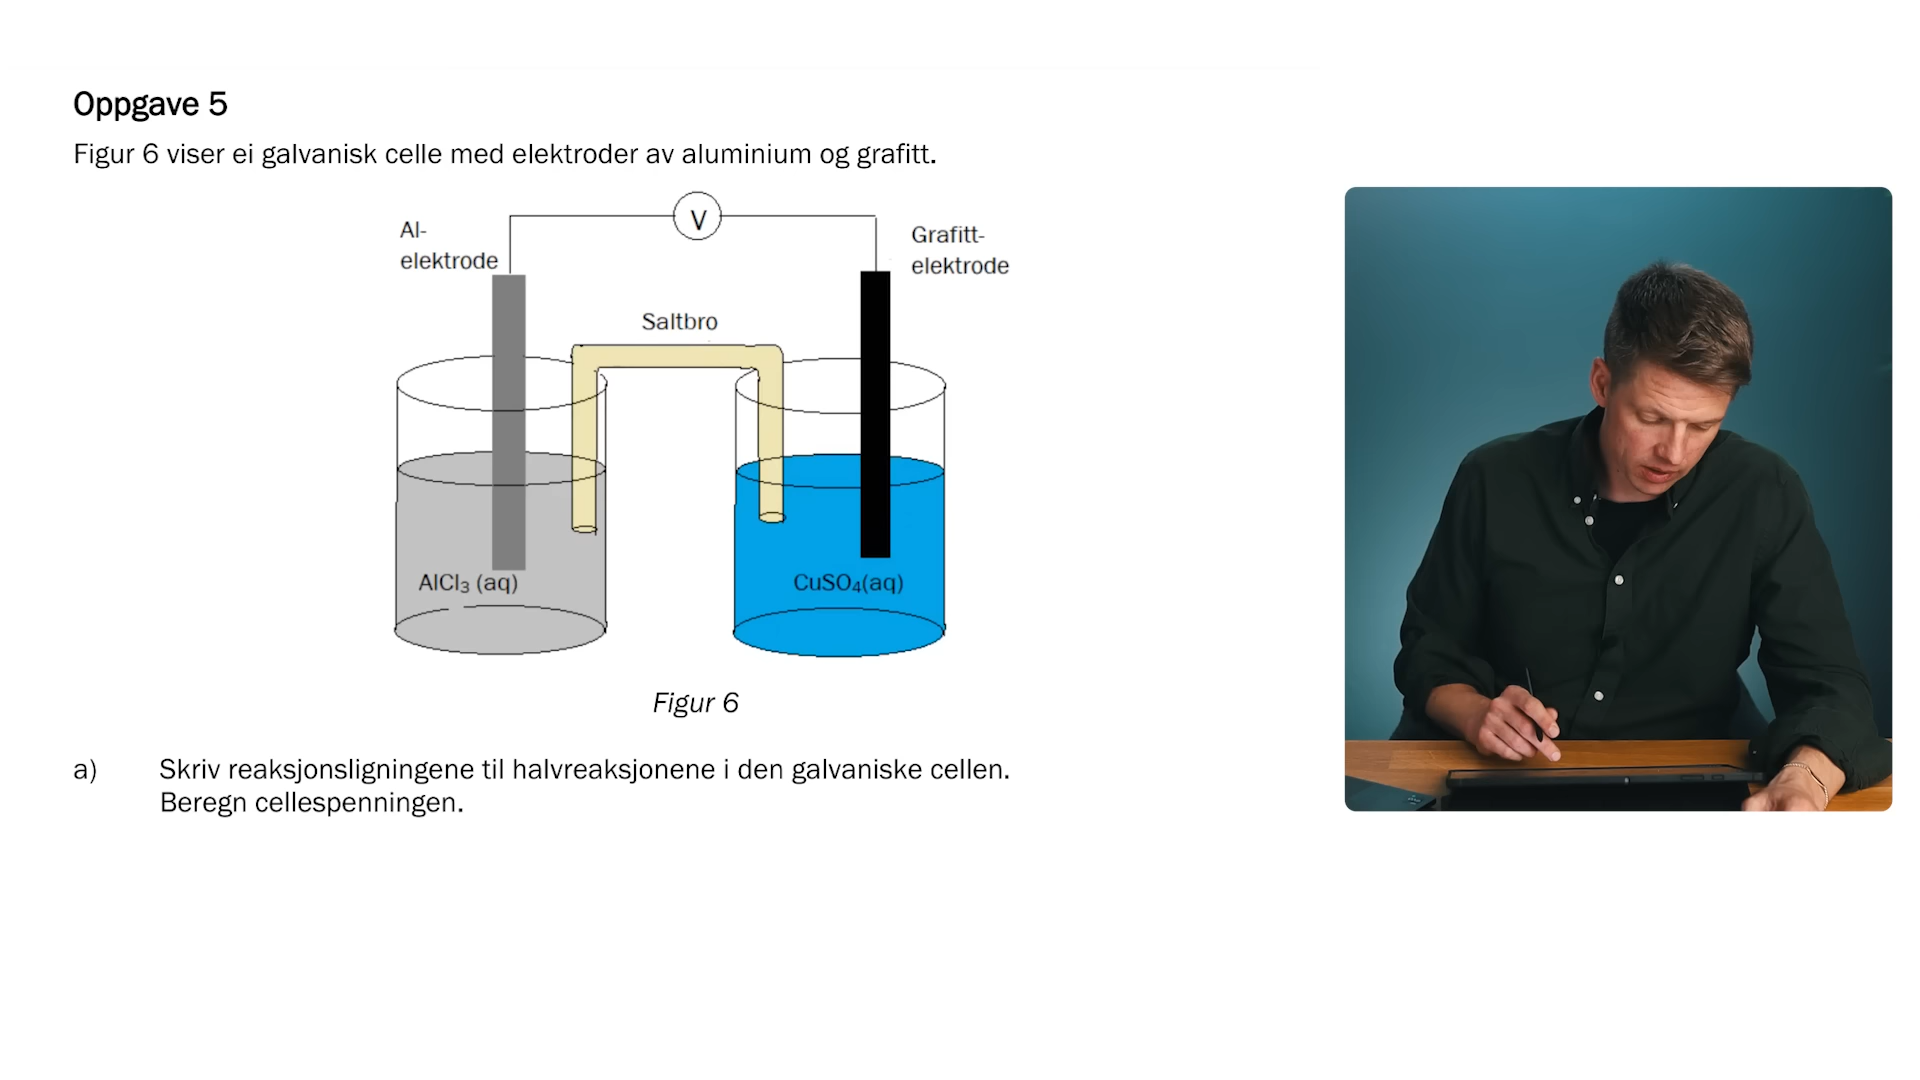 Oppgave 5
Figur 6 viser ei galvanisk celle med elektroder av aluminium og grafitt.
V
Al-
elektrode
Grafitt-
elektrode
Saltbro
AlCl₃ (aq)
CuSO₄(aq)
Figur 6
a) Skriv reaksjonsligningene til halvreaksjonene i den galvaniske cellen.
Beregn cellespenningen.